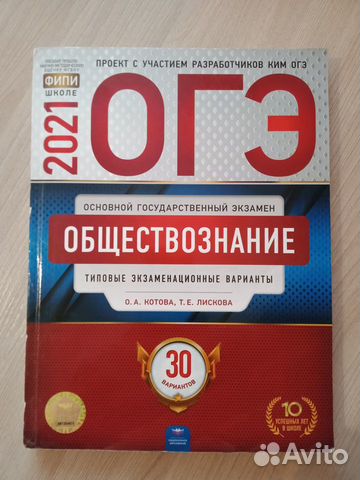 ПРОЕКТ С УЧАСТИЕМ РАЗРАБОТЧИКОВ КИМ ОГЭ
ФИПИ
ШКОЛЕ
2021
ОГЭ
ОСНОВНОЙ ГОСУДАРСТВЕННЫЙ ЭКЗАМЕН
ОБЩЕСТВОЗНАНИЕ
ТИПОВЫЕ ЭКЗАМЕНАЦИОННЫЕ ВАРИАНТЫ
О. А. КОТОВА, Т. Е. ЛИСКОВА
30
ВАРИАНТОВ
10
УСПЕШНЫХ ЛЕТ
В ШКОЛЕ
Avito